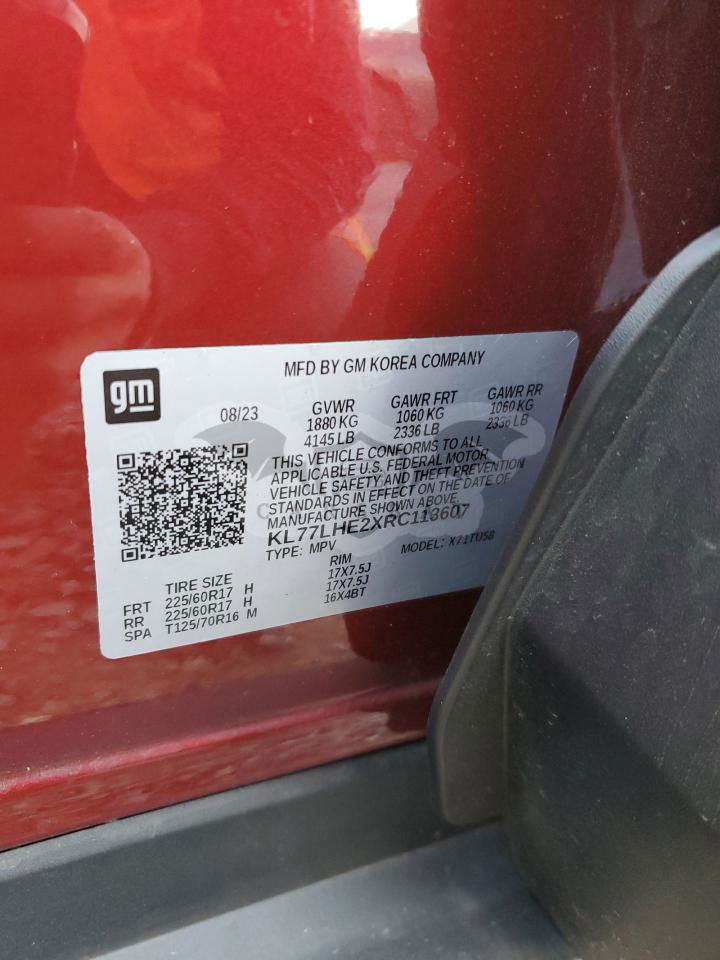 gm
MFD BY GM KOREA COMPANY
08/23
GVWR GAWR FRT GAWR RR
1880 KG 1060 KG 1060 KG
4145 LB 2336 LB 2336 LB
THIS VEHICLE CONFORMS TO ALL
APPLICABLE U.S. FEDERAL MOTOR
VEHICLE SAFETY AND THEFT PREVENTION
STANDARDS IN EFFECT ON THE DATE OF
MANUFACTURE SHOWN ABOVE.
KL77LHE2XRC113607
TYPE: MPV MODEL: X71TU58
TIRE SIZE RIM
FRT 225/60R17 H 17X7.5J
RR 225/60R17 H 17X7.5J
SPA T125/70R16 M 16X4BT